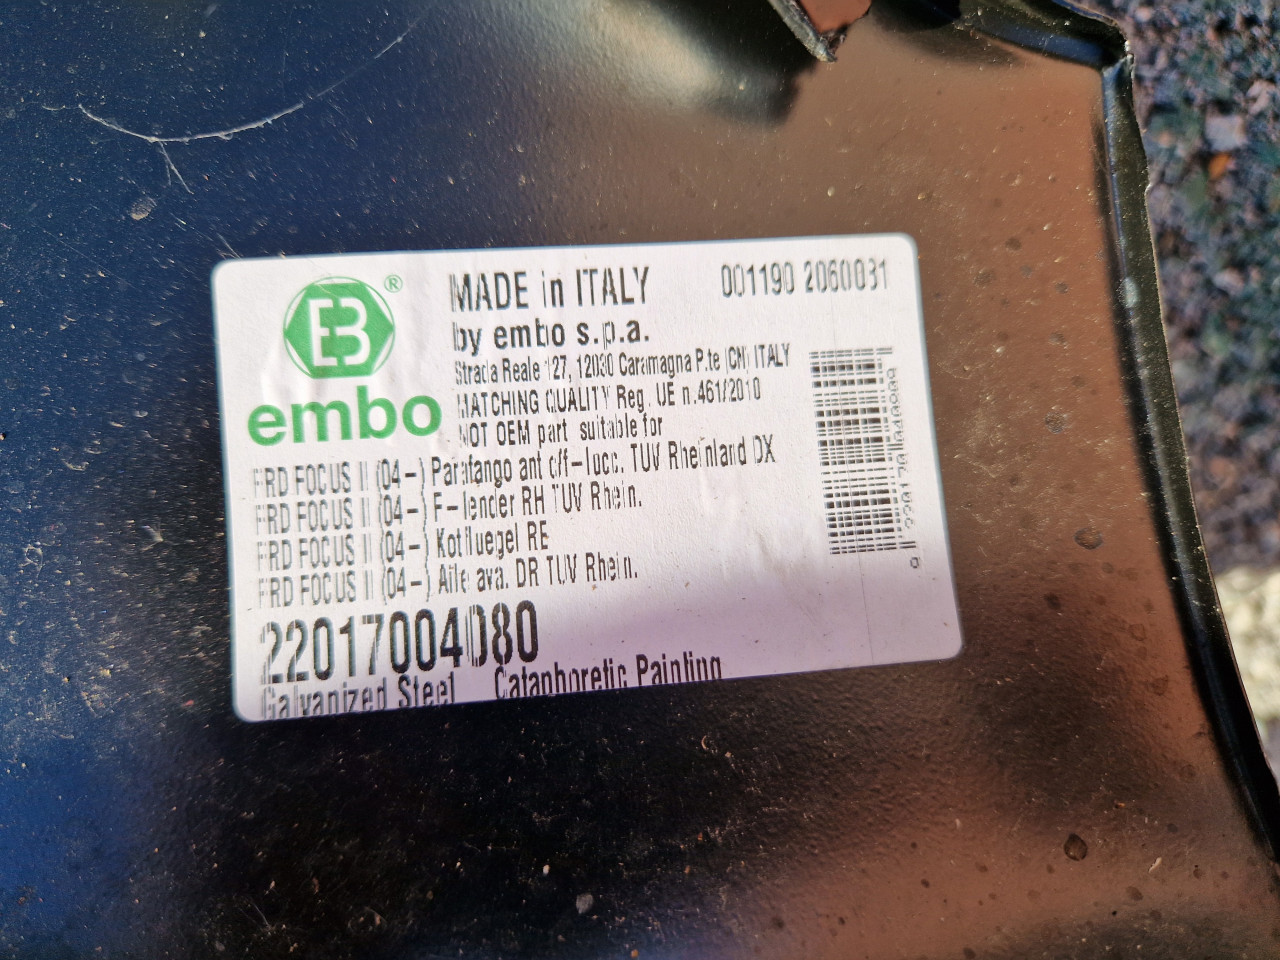 EB ®
embo
MADE in ITALY
001190 2060031
by embo s.p.a.
Strada Reale 127, 12030 Caramagna P.te (CN) ITALY
MATCHING QUALITY Reg. UE n.461/2010
NOT OEM part suitable for
FRD FOCUS II (04-) Parafango ant c/f-lucc. TUV Rheinland DX
FRD FOCUS II (04-) F-fender RH TUV Rhein.
FRD FOCUS II (04-) Kotfluegel RE
FRD FOCUS II (04-) Aile ava. DR TUV Rhein.
22017004080
Galvanized Steel Cataphoretic Painting